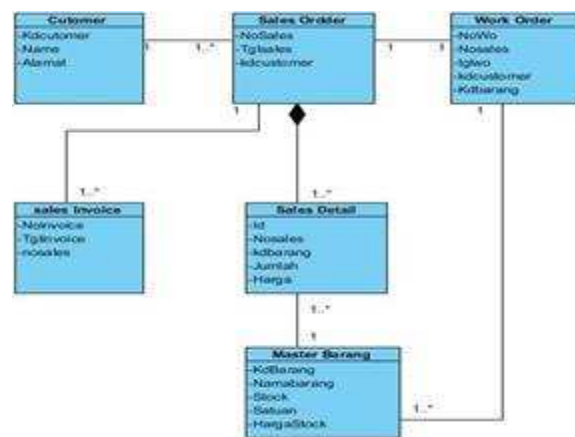 Cutomer
-Kdcutomer
-Name
-Alamat
1
1..*
Sales Ordder
-NoSales
-Tglsales
-kdcustomer
1
1
Work Order
-NoWo
-Nosales
-tglwo
-kdcustomer
-Kdbarang
1
1
1..*
1..*
sales Invoice
-NoInvoice
-TglInvoice
-nosales
Sales Detail
-Id
-Nosales
-kdbarang
-Jumlah
-Harga
1..*
1
Master Barang
-KdBarang
-Namabarang
-Stock
-Satuan
-HargaStock
1..*